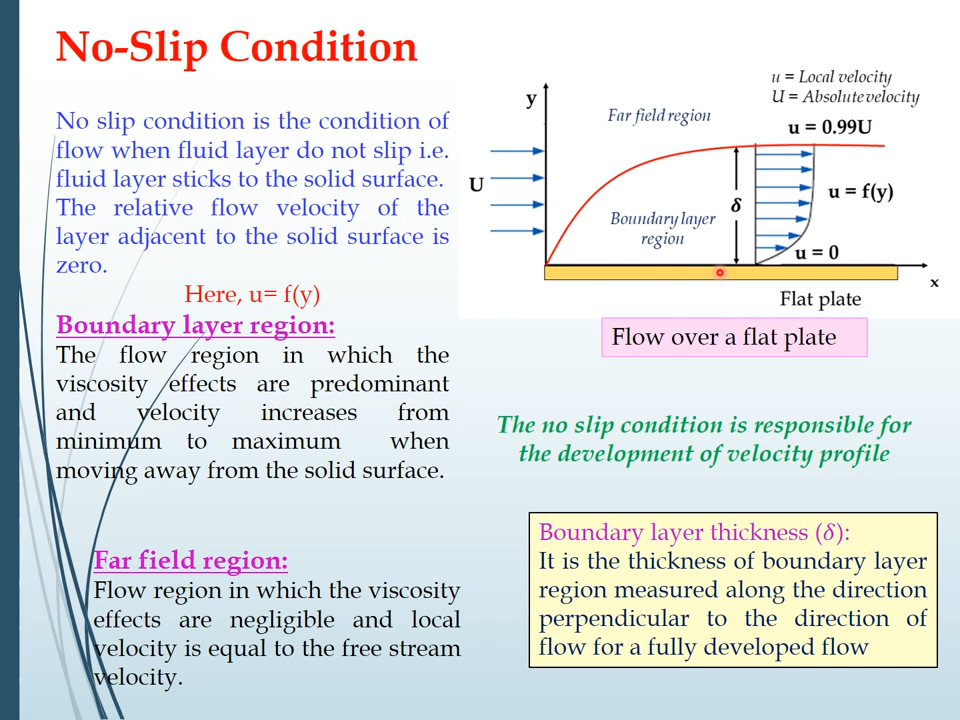 No-Slip Condition
No slip condition is the condition of
flow when fluid layer do not slip i.e.
fluid layer sticks to the solid surface.
The relative flow velocity of the
layer adjacent to the solid surface is
zero.
Here, u= f(y)
Boundary layer region:
The flow region in which the
viscosity effects are predominant
and velocity increases from
minimum to maximum when
moving away from the solid surface.
Far field region:
Flow region in which the viscosity
effects are negligible and local
velocity is equal to the free stream
velocity.
u = Local velocity
U = Absolute velocity
y
Far field region
u = 0.99U
U
δ
u = f(y)
Boundary layer
region
u = 0
x
Flat plate
Flow over a flat plate
The no slip condition is responsible for
the development of velocity profile
Boundary layer thickness (δ):
It is the thickness of boundary layer
region measured along the direction
perpendicular to the direction of
flow for a fully developed flow